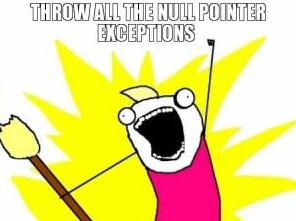 THROW ALL THE NULL POINTER
EXCEPTIONS